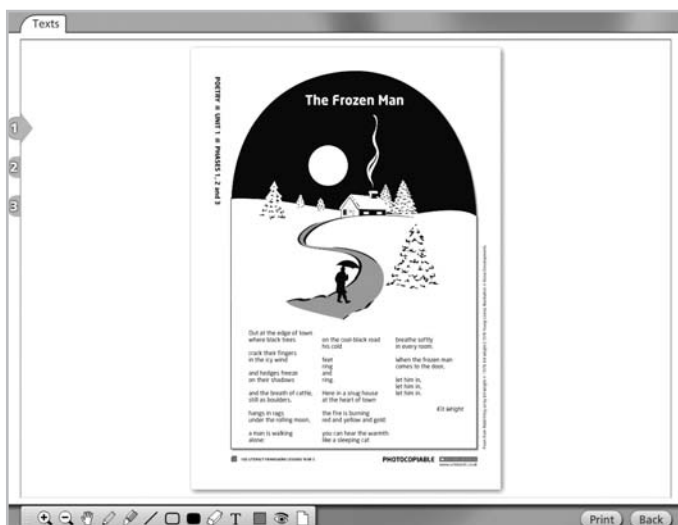 Texts
1
2
3
POETRY ■ UNIT 1 ■ PHASES 1, 2 and 3
The Frozen Man
Out at the edge of town
where black trees
crack their fingers
in the icy wind
and hedges freeze
on their shadows
and the breath of cattle,
still as boulders,
hangs in rags
under the rolling moon,
a man is walking
alone:
on the coal-black road
his cold
feet
ring
and
ring.
Here in a snug house
at the heart of town
the fire is burning
red and yellow and gold:
you can hear the warmth
like a sleeping cat
breathe softly
in every room.
When the frozen man
comes to the door,
let him in,
let him in,
let him in.
Kit Wright
PHOTOCOPIABLE
www.scholastic.co.uk
T
Print
Back